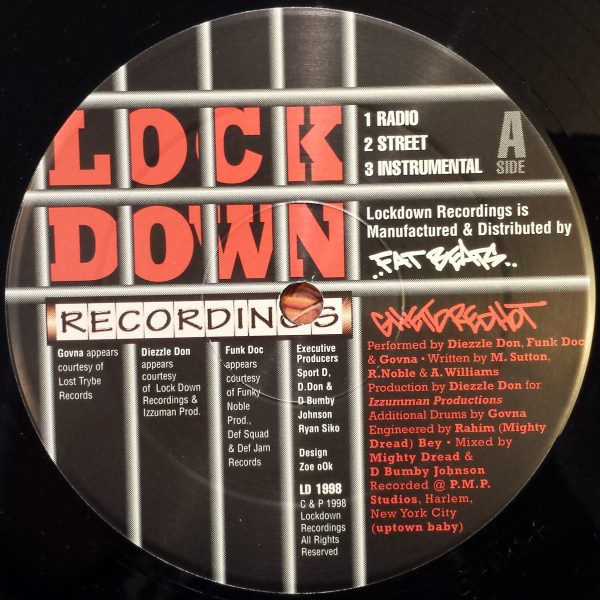 LOCK
DOWN
RECORDINGS
1 RADIO
2 STREET
3 INSTRUMENTAL
A
SIDE
Lockdown Recordings is
Manufactured & Distributed by
..FAT BEATS..
Govna appears
courtesy of
Lost Trybe
Records
Diezzle Don
appears
courtesy
of Lock Down
Recordings &
Izzuman Prod.
Funk Doc
appears
courtesy
of Funky
Noble
Prod.,
Def Squad
& Def Jam
Records
Executive
Producers
Sport D,
D.Don &
D Bumby
Johnson
Ryan Siko
Design
Zoe oOk
LD 1998
C & P 1998
Lockdown
Recordings
All Rights
Reserved
Performed by Diezzle Don, Funk Doc
& Govna • Written by M. Sutton,
R.Noble & A. Williams
Production by Diezzle Don for
Izzumman Productions
Additional Drums by Govna
Engineered by Rahim (Mighty
Dread) Bey • Mixed by
Mighty Dread &
D Bumby Johnson
Recorded @ P.M.P.
Studios, Harlem,
New York City
(uptown baby)